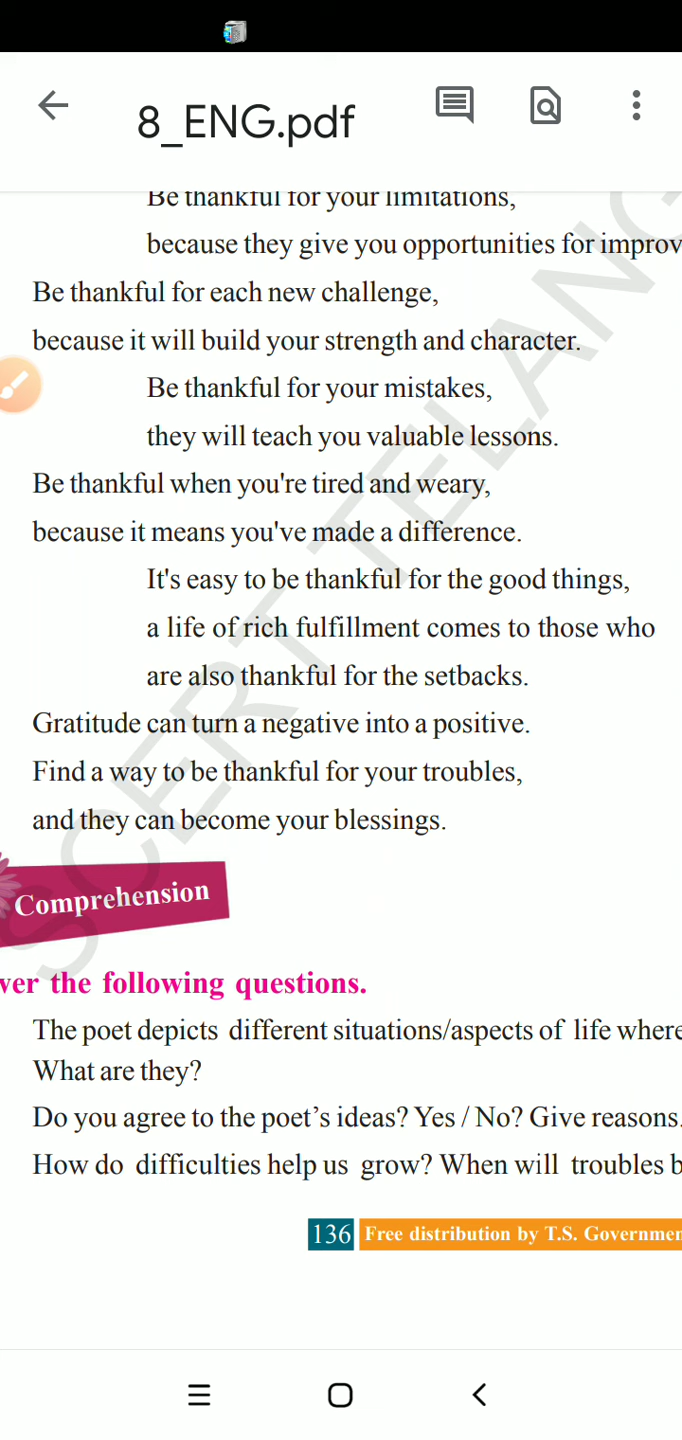 8_ENG.pdf
Be thankful for your limitations,
because they give you opportunities for improv
Be thankful for each new challenge,
because it will build your strength and character.
Be thankful for your mistakes,
they will teach you valuable lessons.
Be thankful when you're tired and weary,
because it means you've made a difference.
It's easy to be thankful for the good things,
a life of rich fulfillment comes to those who
are also thankful for the setbacks.
Gratitude can turn a negative into a positive.
Find a way to be thankful for your troubles,
and they can become your blessings.
Comprehension
ver the following questions.
The poet depicts different situations/aspects of life where
What are they?
Do you agree to the poet’s ideas? Yes / No? Give reasons.
How do difficulties help us grow? When will troubles b
136 Free distribution by T.S. Governmen
SCERT TELANG